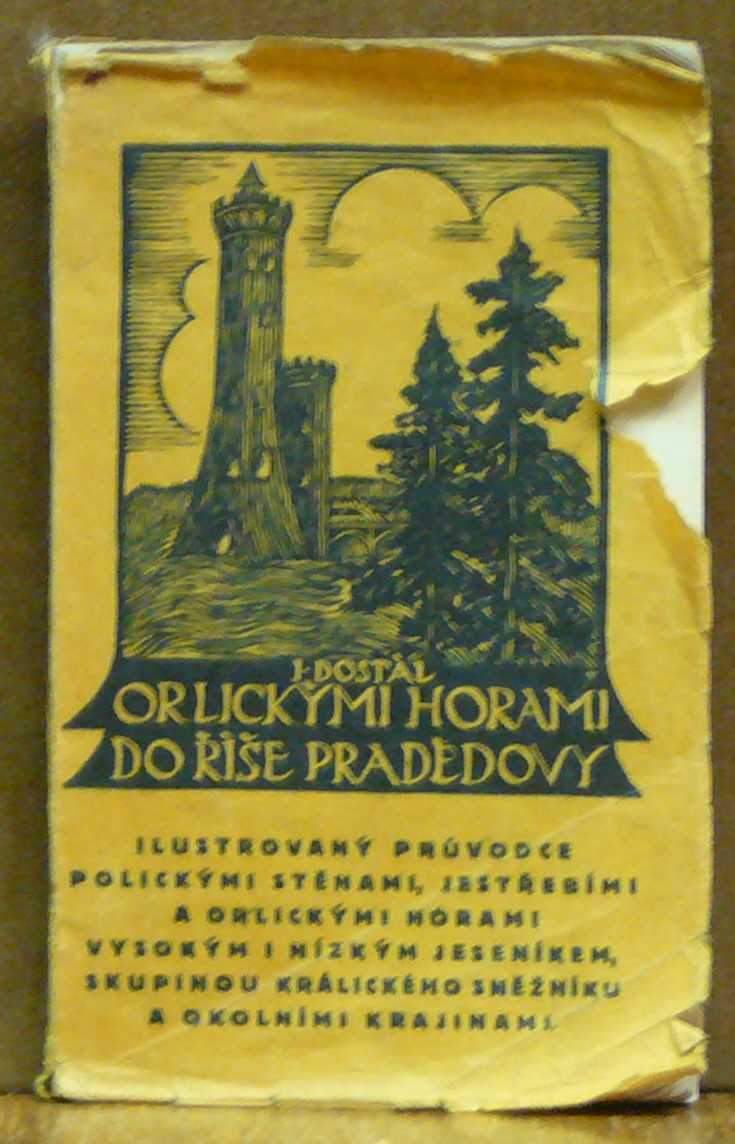 J. DOSTÁL
ORLICKÝMI HORAMI
DO ŘÍŠE PRADĚDOVY
ILUSTROVANÝ PRŮVODCE
POLICKÝMI STĚNAMI, JESTŘEBÍMI
A ORLICKÝMI HORAMI
VYSOKÝM I NÍZKÝM JESENÍKEM,
SKUPINOU KRÁLICKÉHO SNĚŽNÍKU
A OKOLNÍMI KRAJINAMI.